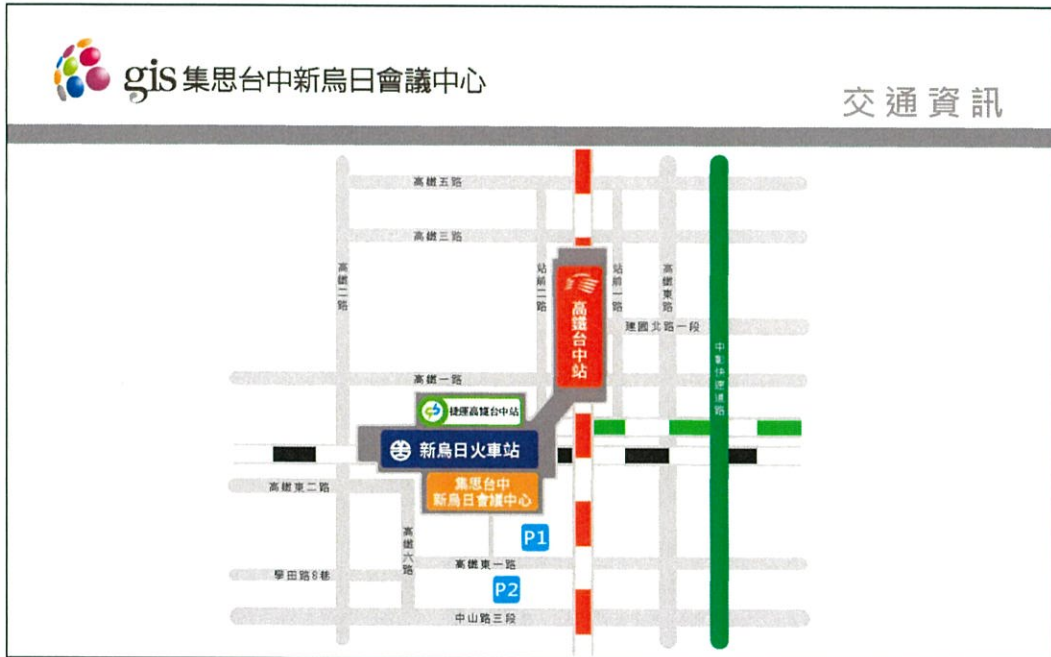 gis 集思台中新烏日會議中心
交通資訊
高鐵五路
高鐵三路
高鐵二路
站前二路
站前一路
高鐵東路
高鐵台中站
建國北路一段
中彰快速道路
高鐵一路
捷運高鐵台中站
新烏日火車站
集思台中
新烏日會議中心
高鐵東二路
高鐵六路
P1
高鐵東一路
學田路8巷
P2
中山路三段